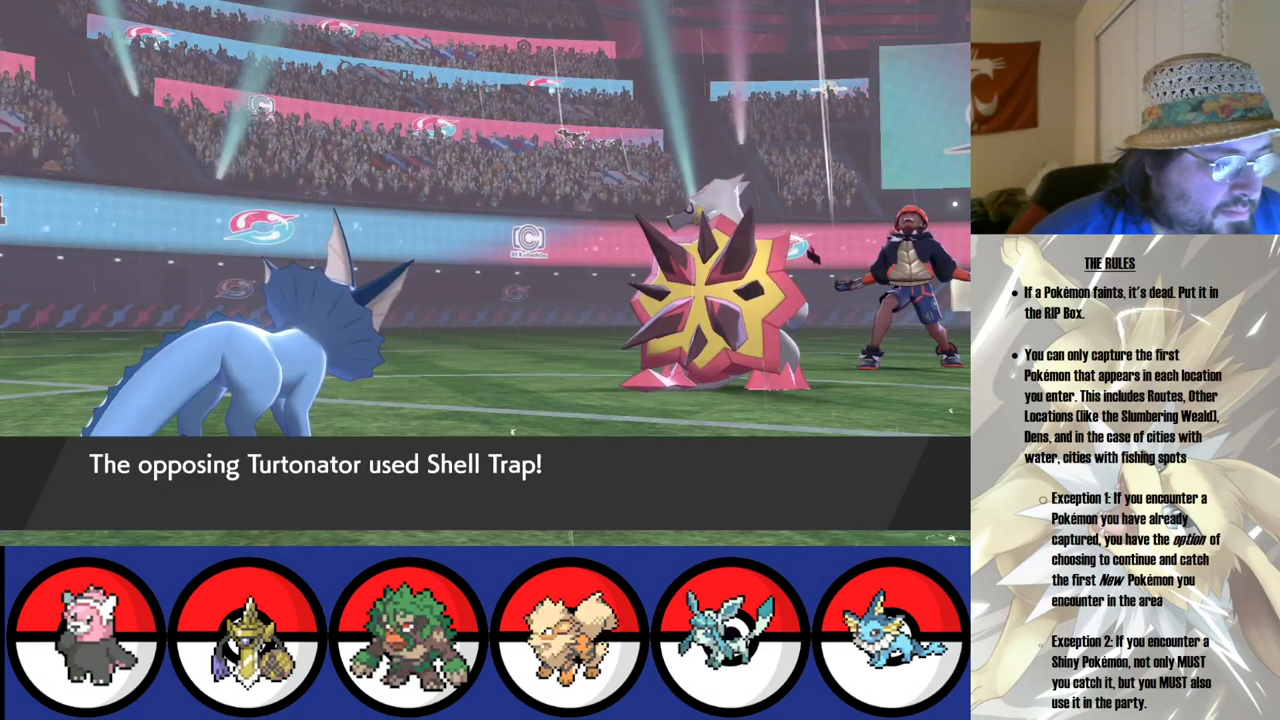 The opposing Turtonator used Shell Trap!
THE RULES
• If a Pokémon faints, it's dead. Put it in
the RIP Box.
• You can only capture the first
Pokémon that appears in each location
you enter. This includes Routes, Other
Locations (like the Slumbering Weald),
Dens, and in the case of cities with
water, cities with fishing spots
○ Exception 1: If you encounter a
Pokémon you have already
captured, you have the option of
choosing to continue and catch
the first New Pokémon you
encounter in the area
○ Exception 2: If you encounter a
Shiny Pokémon, not only MUST
you catch it, but you MUST also
use it in the party.